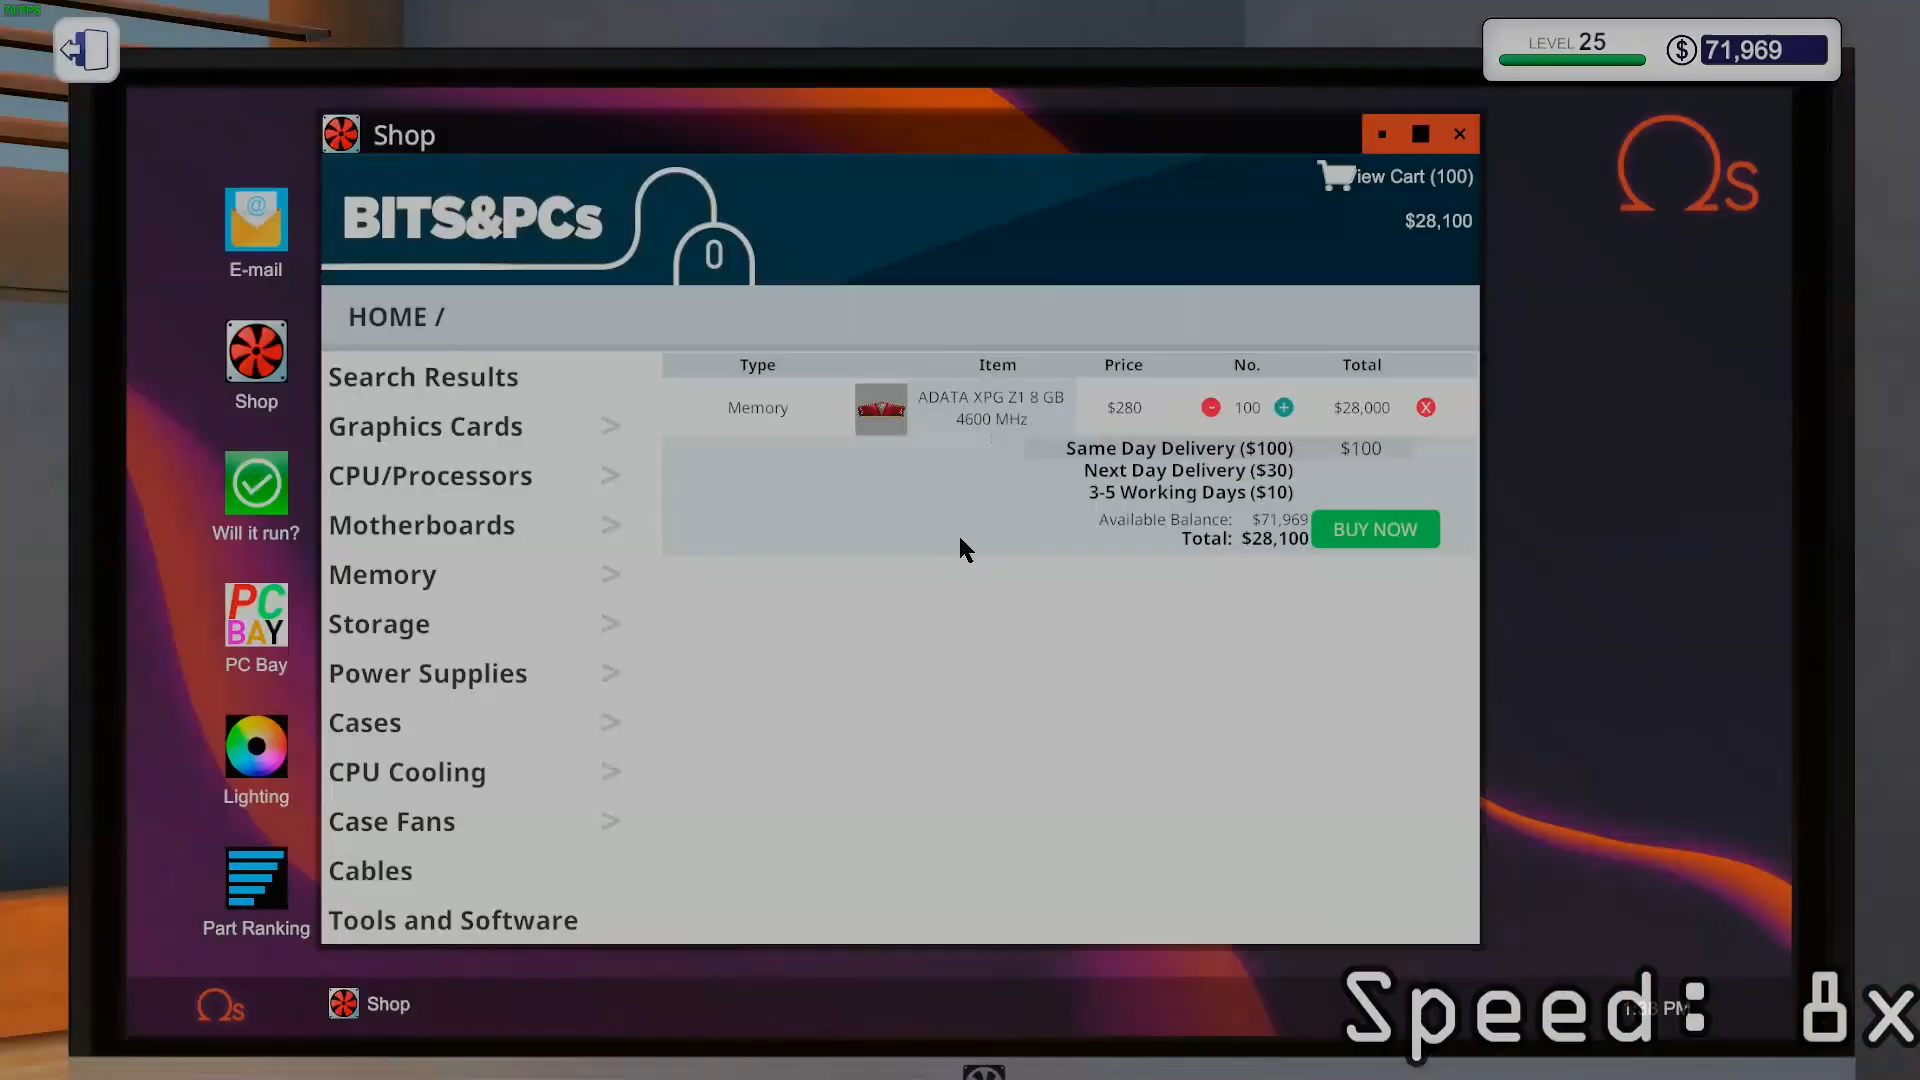 LEVEL 25
$ 71,969
Shop
BITS&PCs
iew Cart (100)
$28,100
HOME /
E-mail
Shop
Will it run?
PC BAY
PC Bay
Lighting
Part Ranking
Search Results
Graphics Cards >
CPU/Processors >
Motherboards >
Memory >
Storage >
Power Supplies >
Cases >
CPU Cooling >
Case Fans >
Cables
Tools and Software
Type Item Price No. Total
Memory ADATA XPG Z1 8 GB 4600 MHz $280 - 100 + $28,000 X
Same Day Delivery ($100) $100
Next Day Delivery ($30)
3-5 Working Days ($10)
Available Balance: $71,969
Total: $28,100
BUY NOW
Ωs
Ωs
Shop
Speed: 8x